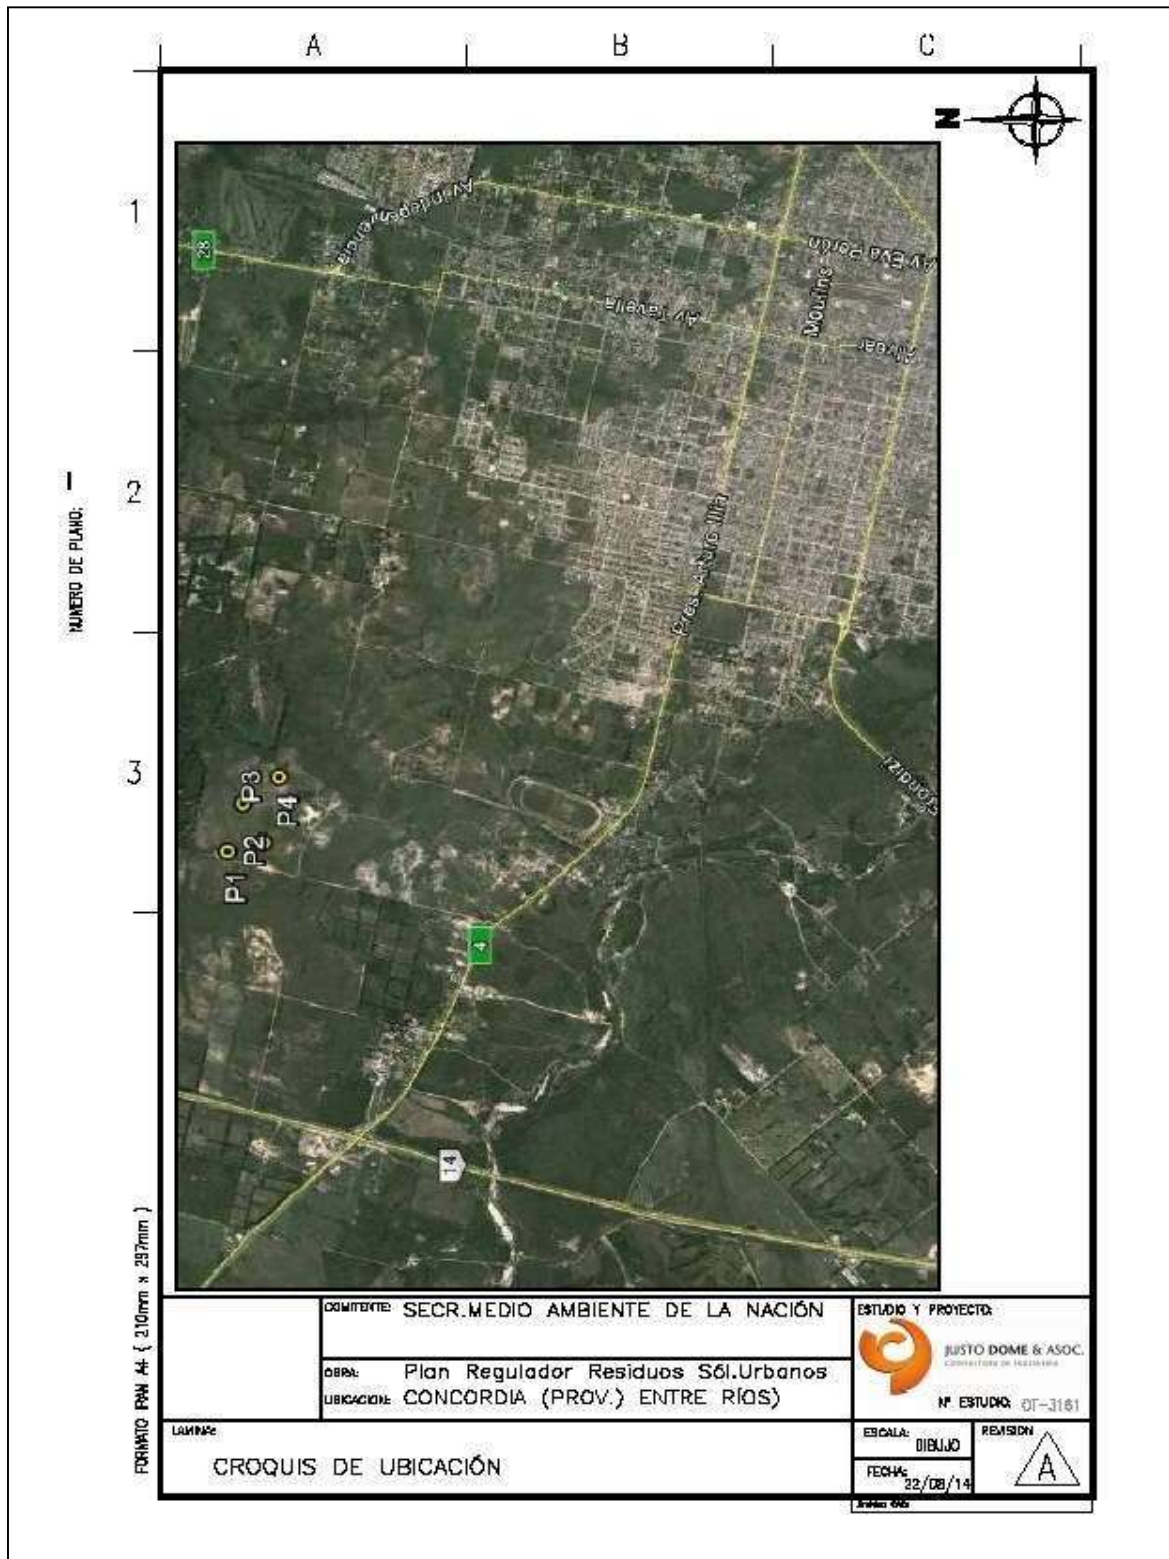 A B C
N
1
2
3
NUMERO DE PLANO: 1
28
Av Independencia
Av Eva Perón
Moulins
Av Tavella
Alvear
Pres. Arturo Illia
P3
P4
P2
P1
4
14
FORMATO IRAM A4 ( 210mm x 297mm )
COMITENTE: SECR.MEDIO AMBIENTE DE LA NACIÓN
OBRA: Plan Regulador Residuos Sól.Urbanos
UBICACION: CONCORDIA (PROV.) ENTRE RÍOS)
ESTUDIO Y PROYECTO:
JUSTO DOME & ASOC.
Nº ESTUDIO: OT-3161
LAMINA:
CROQUIS DE UBICACIÓN
ESCALA:
DIBUJO
FECHA:
22/08/14
REVISION
A